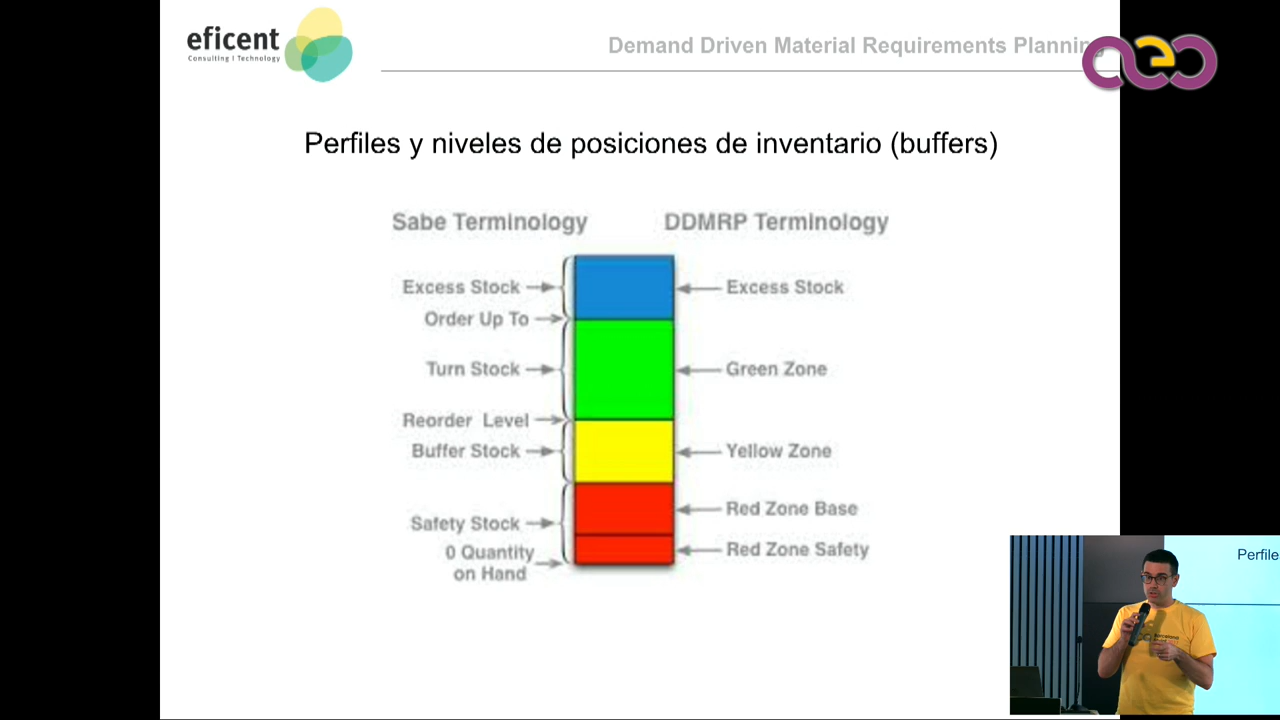 eficent
Consulting | Technology
Demand Driven Material Requirements Planning
Perfiles y niveles de posiciones de inventario (buffers)
Sabe Terminology
DDMRP Terminology
Excess Stock
Excess Stock
Order Up To
Turn Stock
Green Zone
Reorder Level
Buffer Stock
Yellow Zone
Red Zone Base
Safety Stock
0 Quantity
on Hand
Red Zone Safety
Perfile
Barcelona